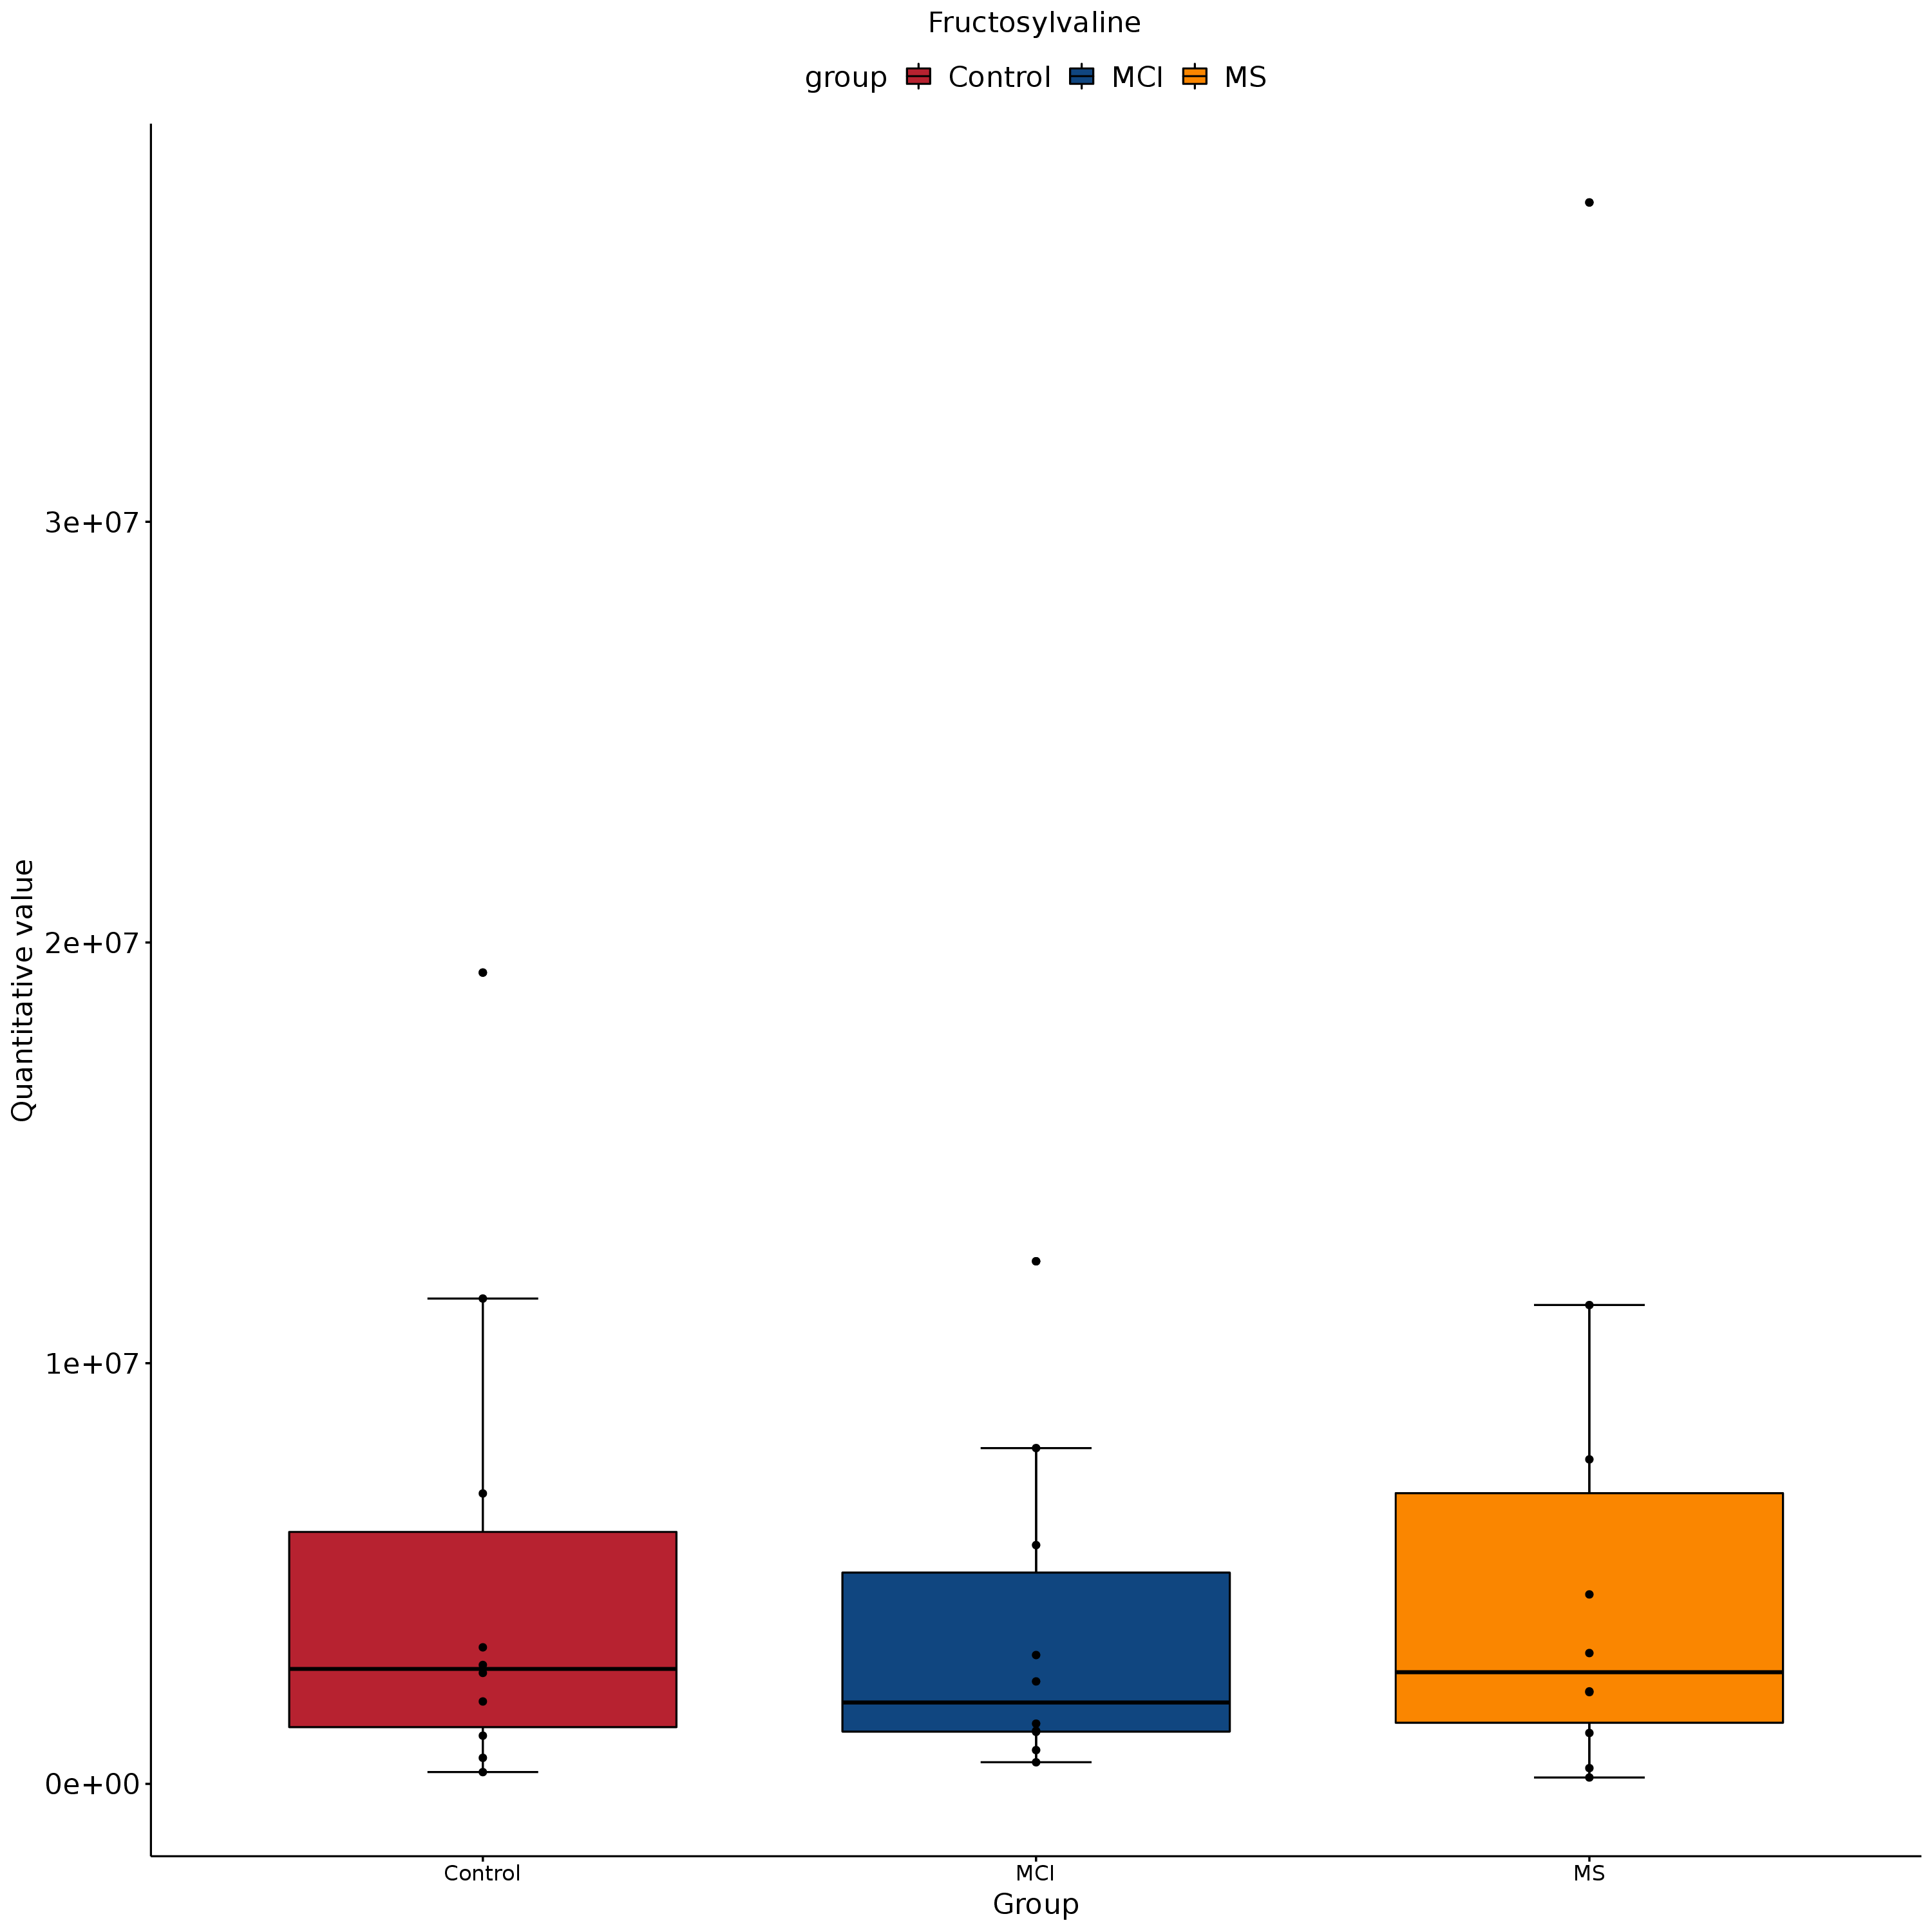 Fructosylvaline
group Control MCI MS
Quantitative value
3e+07
2e+07
1e+07
0e+00
Control MCI MS
Group